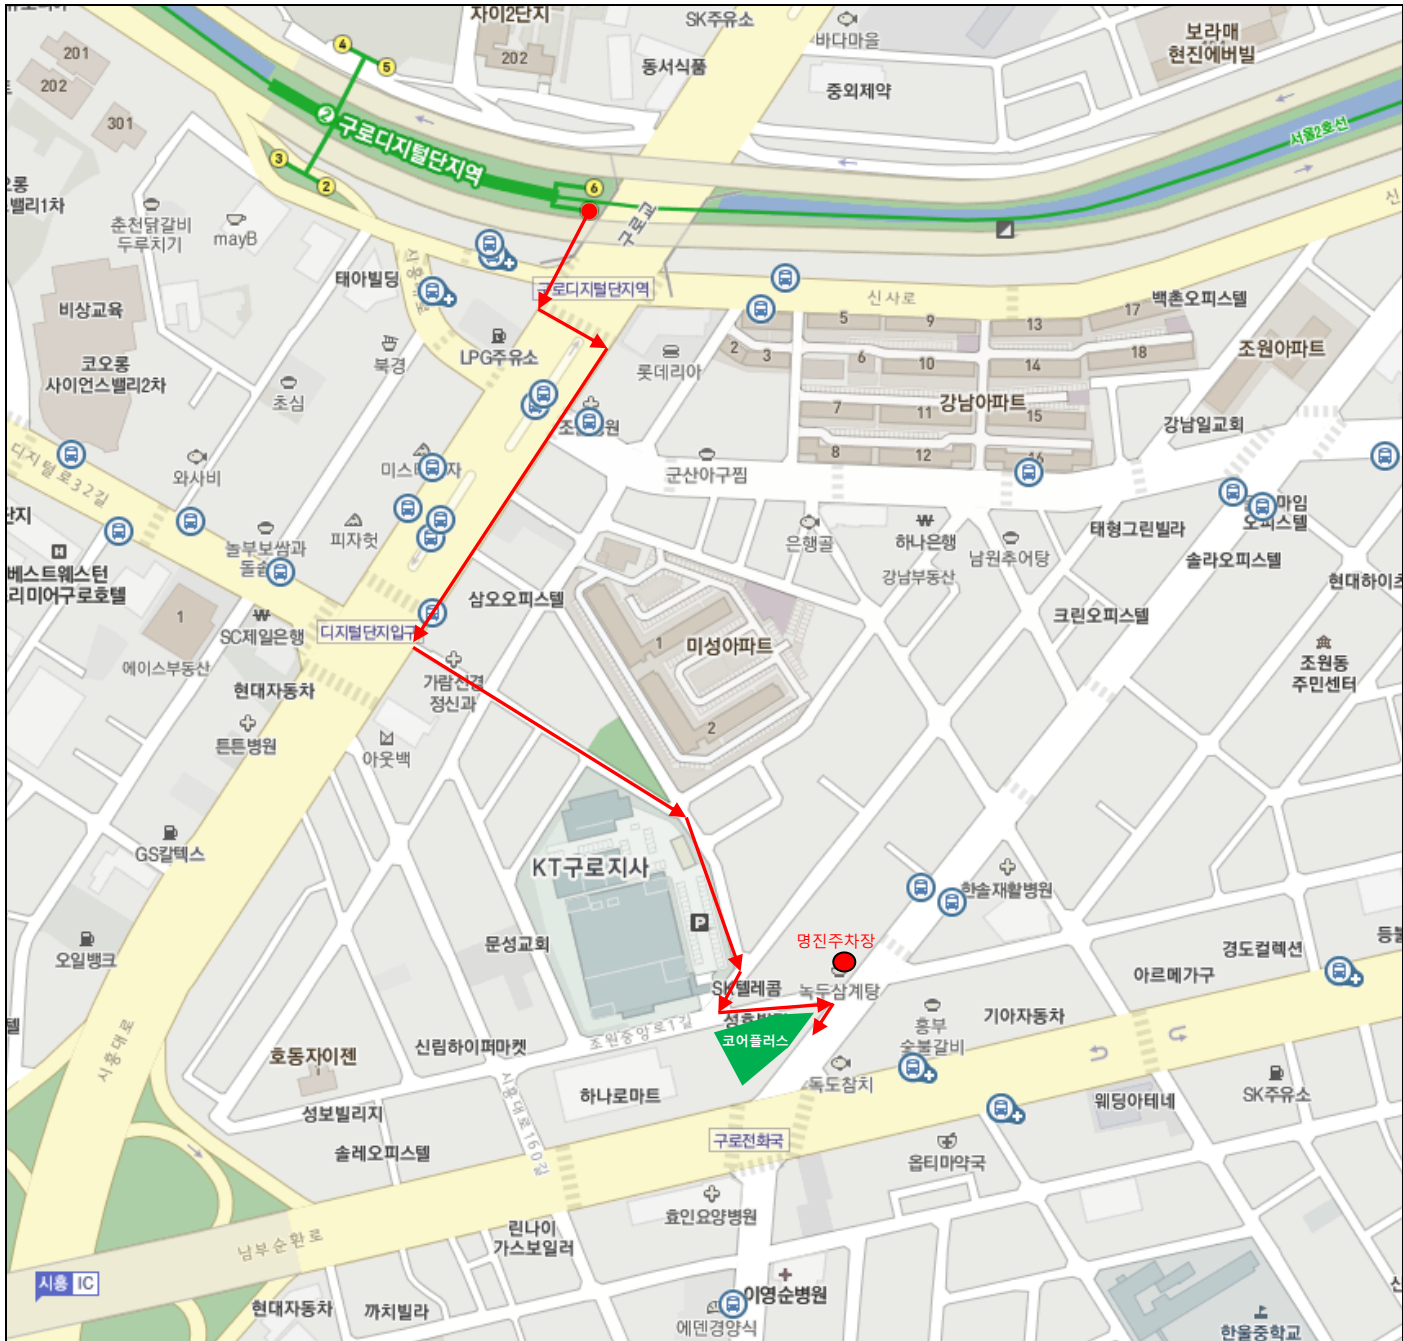 자이2단지
SK주유소
바다마을
보라매
현진에버빌
201
202
202
동서식품
중외제약
4
5
301
2 구로디지털단지역
서울2호선
3
2
6
밸리1차
춘천닭갈비
두루치기
mayB
구로교
태아빌딩
구로디지털단지역
신사로
백촌오피스텔
비상교육
코오롱
사이언스밸리2차
북경
LPG주유소
롯데리아
초심
2
3
5
9
13
17
6
10
14
18
조원아파트
7
11
15
강남아파트
8
12
16
강남일교회
디지털로32길
와사비
군산아구찜
단지
놀부보쌈과
피자헛
은행골
하나은행
남원추어탕
강남부동산
태형그린빌라
오피스텔
솔라오피스텔
베스트웨스턴
리미어구로호텔
현대하이츠
1
SC제일은행
에이스부동산
삼오오피스텔
디지털단지입구
크린오피스텔
1
미성아파트
2
조원동
주민센터
현대자동차
가람신경
정신과
튼튼병원
아웃백
GS칼텍스
KT구로지사
P
한솔재활병원
오일뱅크
문성교회
명진주차장
경도컬렉션
아르메가구
SK텔레콤
녹두삼계탕
코어플러스
흥부
숯불갈비
기아자동차
시흥대로
호동자이젠
신림하이퍼마켓
조원중앙로1길
독도참치
성보빌리지
시흥대로160길
하나로마트
웨딩아테네
SK주유소
솔레오피스텔
구로전화국
옵티마약국
남부순환로
효인요양병원
린나이
가스보일러
시흥 IC
현대자동차
까치빌라
이영순병원
에덴경양식
한울중학교